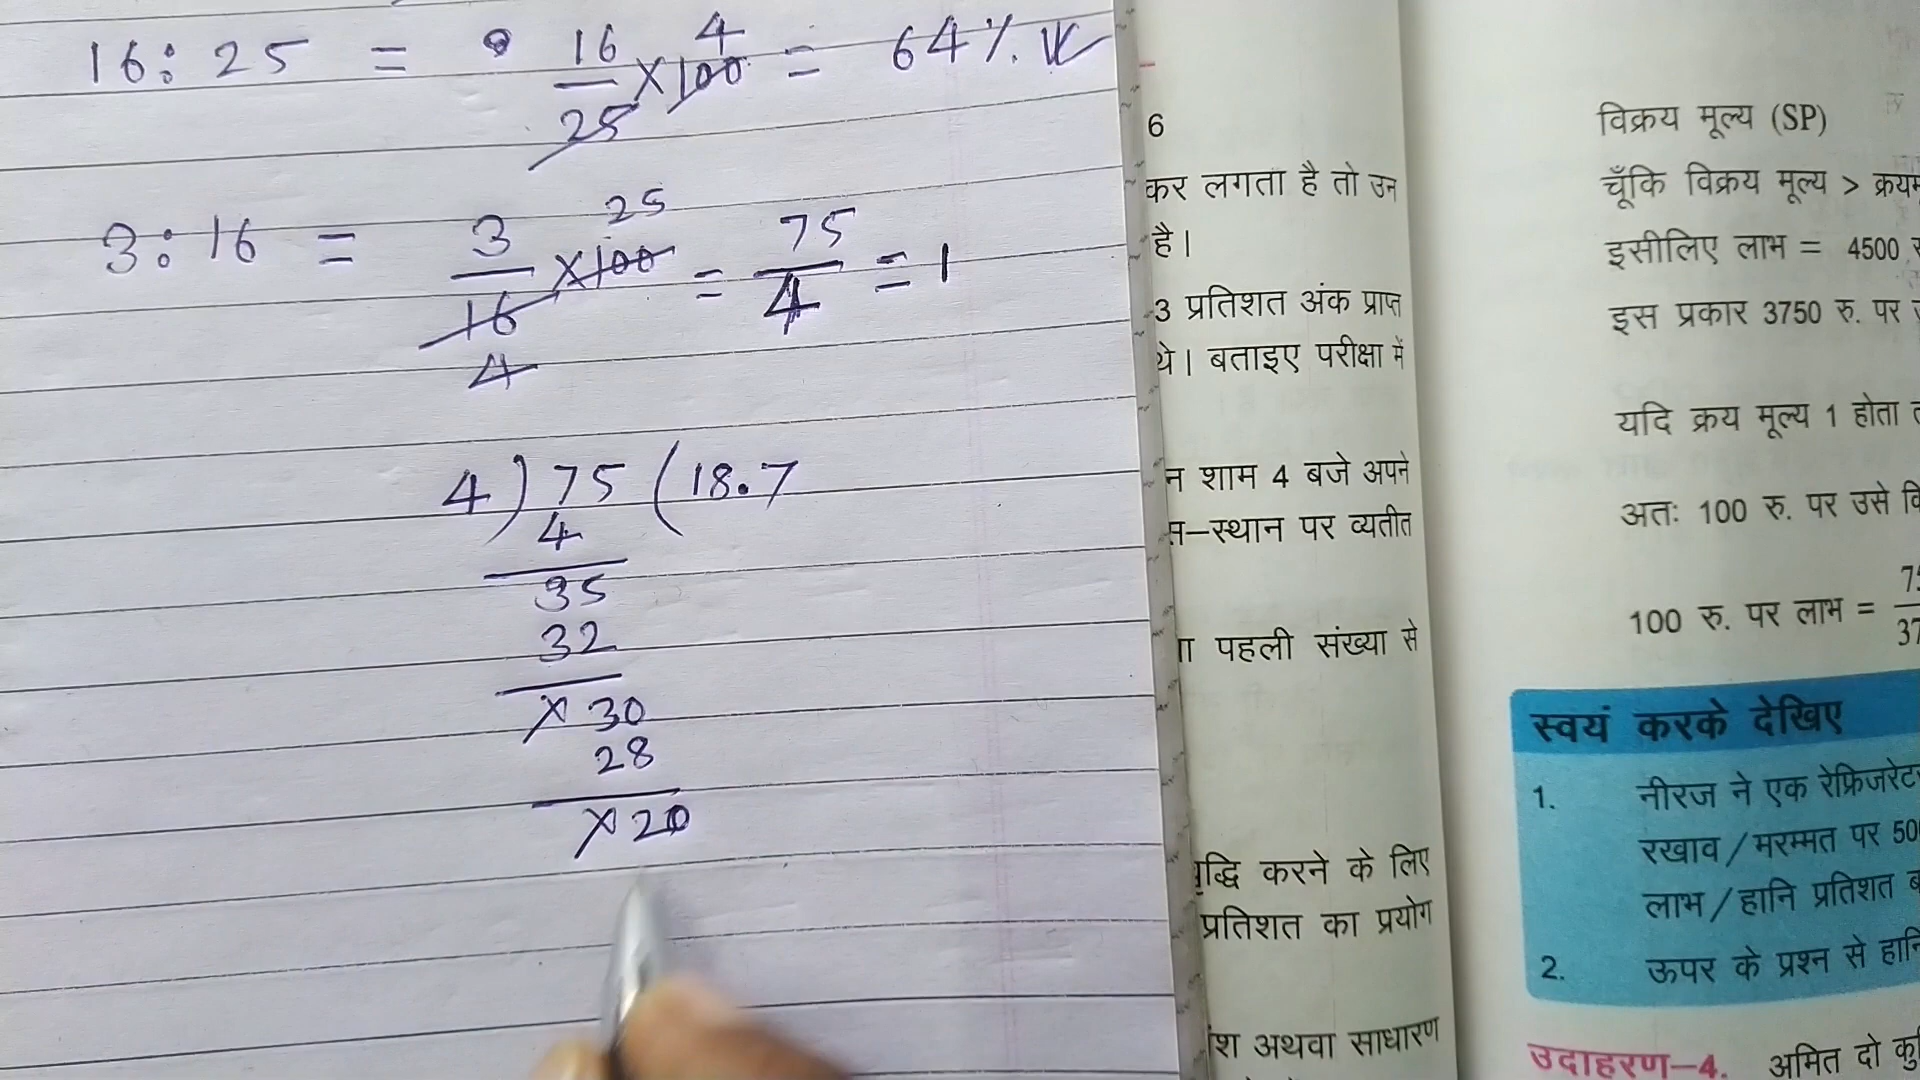 16 : 25 = 16/25 × 100 4 = 64%.
3 : 16 = 3/16 4 × 100 25 = 75/4 = 1
4 ) 75 ( 18.7
4
35
32
× 30
28
× 20
6
कर लगता है तो उन
है।
3 प्रतिशत अंक प्राप्त
थे। बताइए परीक्षा में
शाम 4 बजे अपने
स्थान पर व्यतीत
पहली संख्या से
करने के लिए
प्रतिशत का प्रयोग
अथवा साधारण
विक्रय मूल्य (SP)
चूँकि विक्रय मूल्य >
इसीलिए लाभ = 4500
इस प्रकार 3750 रु. पर
यदि क्रय मूल्य 1 होता
अतः 100 रु. पर उसे
100 रु. पर लाभ =
स्वयं करके देखिए
1. नीरज ने एक
रखाव / मरम्मत पर
लाभ / हानि प्रतिशत
2. ऊपर के प्रश्न से
उदाहरण–4. अमित दो